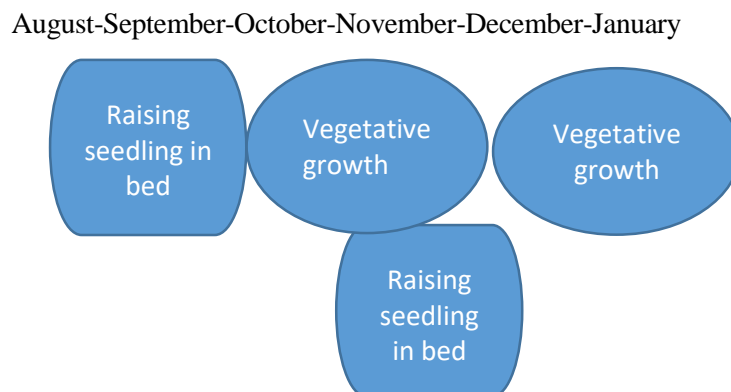 August-September-October-November-December-January
Raising
seedling in
bed
Vegetative
growth
Vegetative
growth
Raising
seedling
in bed